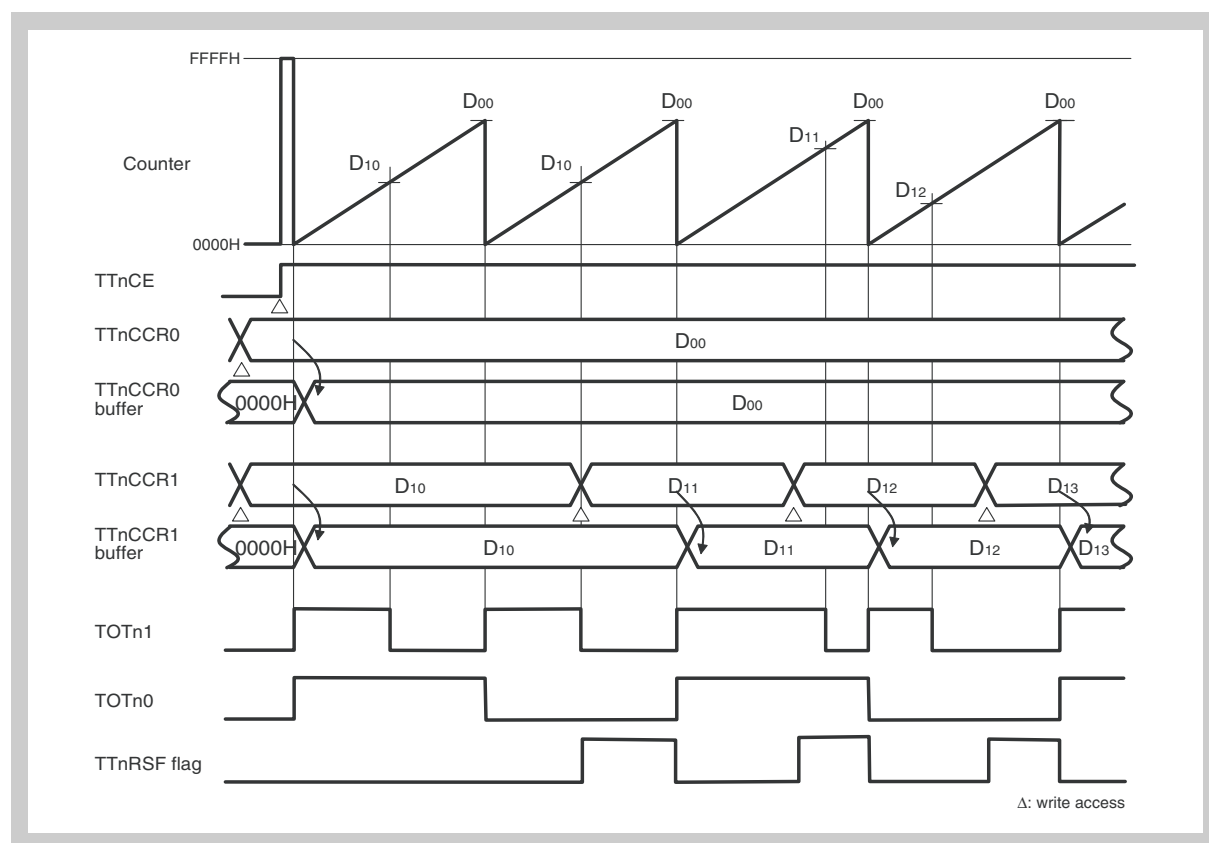 FFFFH
D00 D00 D00 D00
D11
D10 D10
Counter
D12
0000H
TTnCE
TTnCCR0
D00
TTnCCR0
buffer
0000H
D00
TTnCCR1
D10 D11 D12 D13
TTnCCR1
buffer
0000H
D10 D11 D12 D13
TOTn1
TOTn0
TTnRSF flag
Δ: write access